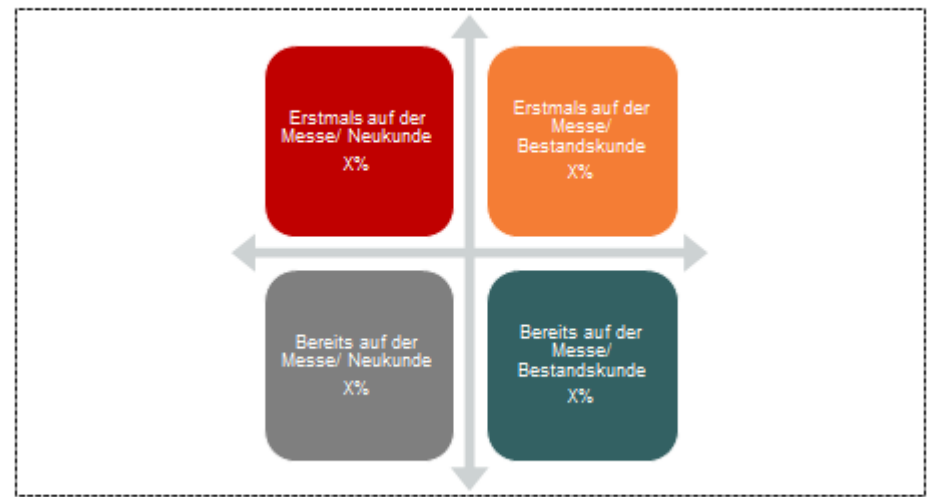 Erstmals auf der
Messe/ Neukunde
X%
Erstmals auf der
Messe/
Bestandskunde
X%
Bereits auf der
Messe/ Neukunde
X%
Bereits auf der
Messe/
Bestandskunde
X%